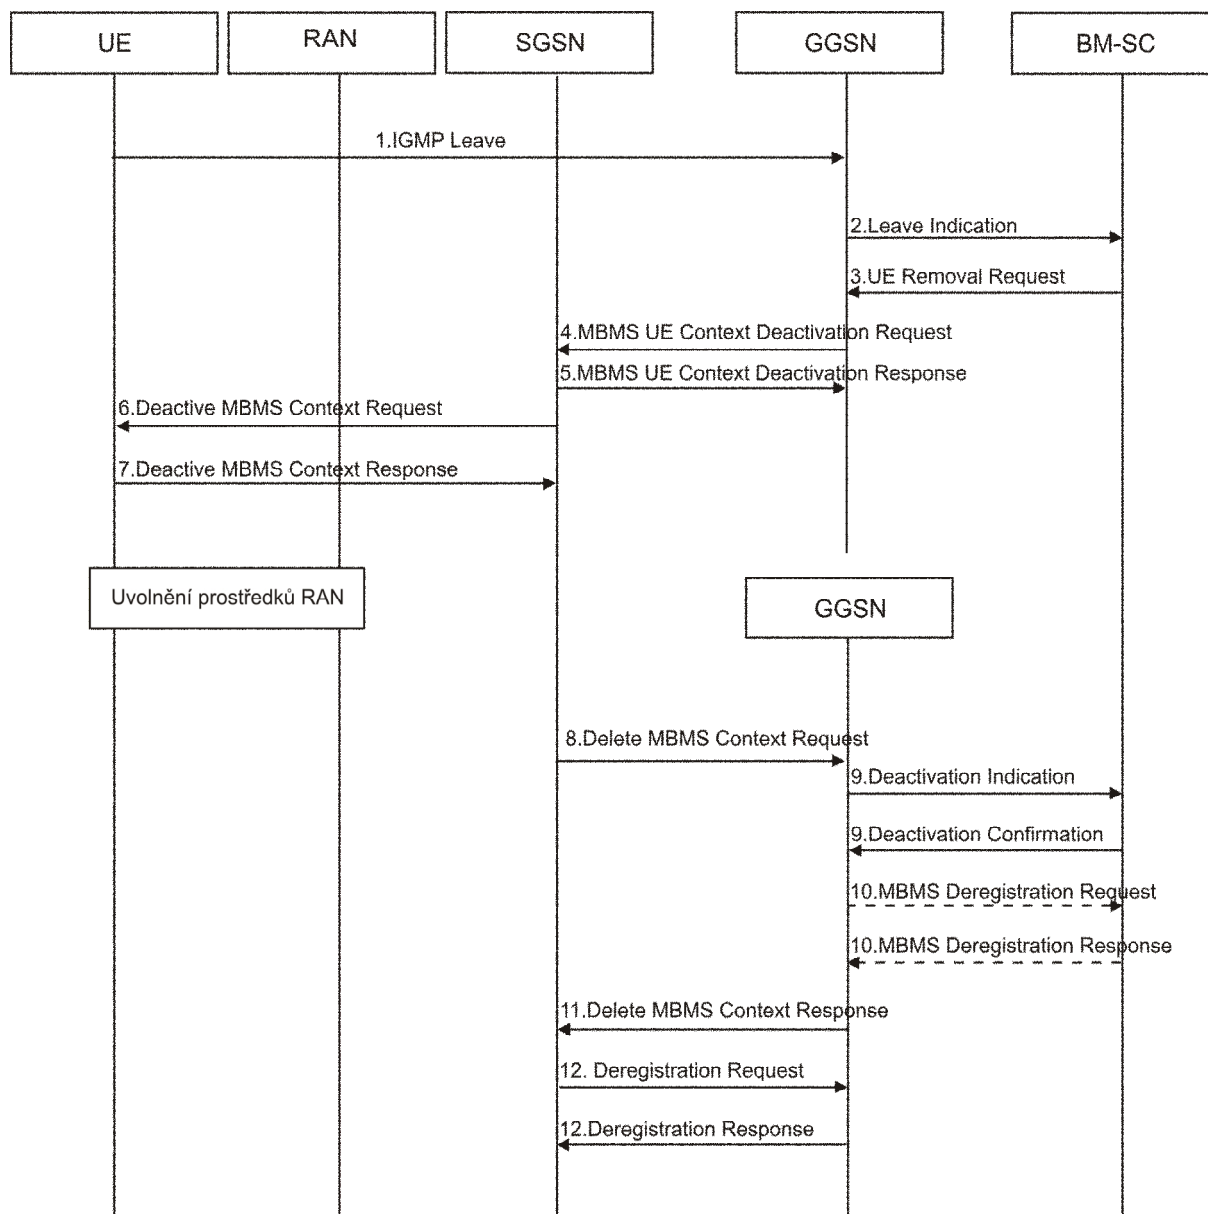 UE
RAN
SGSN
GGSN
BM-SC
1.IGMP Leave
2.Leave Indication
3.UE Removal Request
4.MBMS UE Context Deactivation Request
5.MBMS UE Context Deactivation Response
6.Deactive MBMS Context Request
7.Deactive MBMS Context Response
Uvolnění prostředků RAN
GGSN
8.Delete MBMS Context Request
9.Deactivation Indication
9.Deactivation Confirmation
10.MBMS Deregistration Request
10.MBMS Deregistration Response
11.Delete MBMS Context Response
12. Deregistration Request
12.Deregistration Response